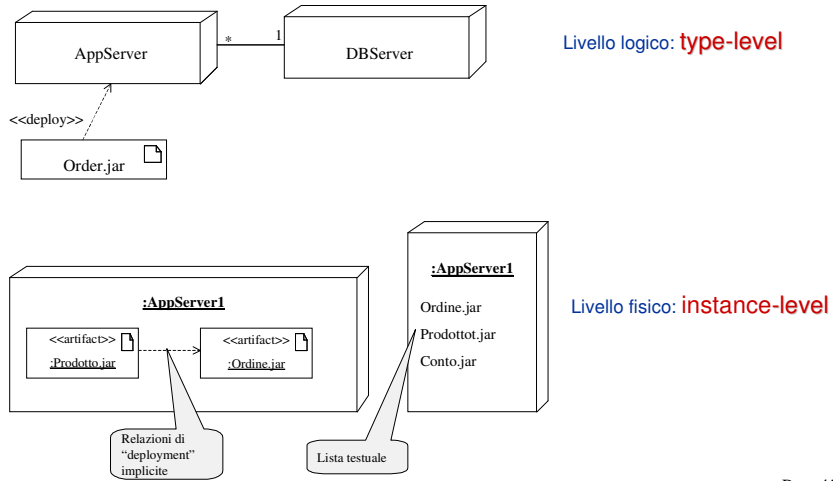 AppServer
*
1
DBServer
Livello logico: type-level
<<deploy>>
Order.jar
:AppServer1
<<artifact>>
:Prodotto.jar
<<artifact>>
:Ordine.jar
Relazioni di
“deployment”
implicite
:AppServer1
Ordine.jar
Prodottot.jar
Conto.jar
Lista testuale
Livello fisico: instance-level